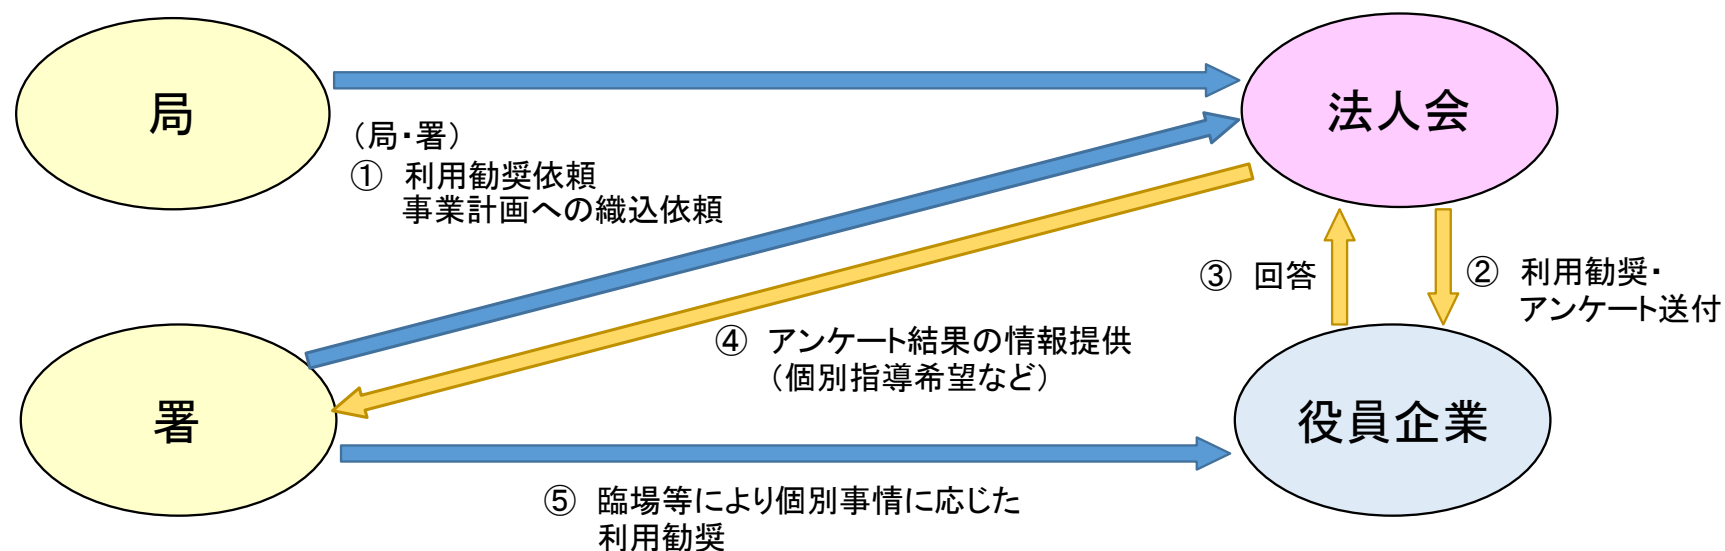 局
法人会
（局・署）
① 利用勧奨依頼
事業計画への織込依頼
③ 回答
② 利用勧奨・
アンケート送付
④ アンケート結果の情報提供
（個別指導希望など）
署
役員企業
⑤ 臨場等により個別事情に応じた
利用勧奨